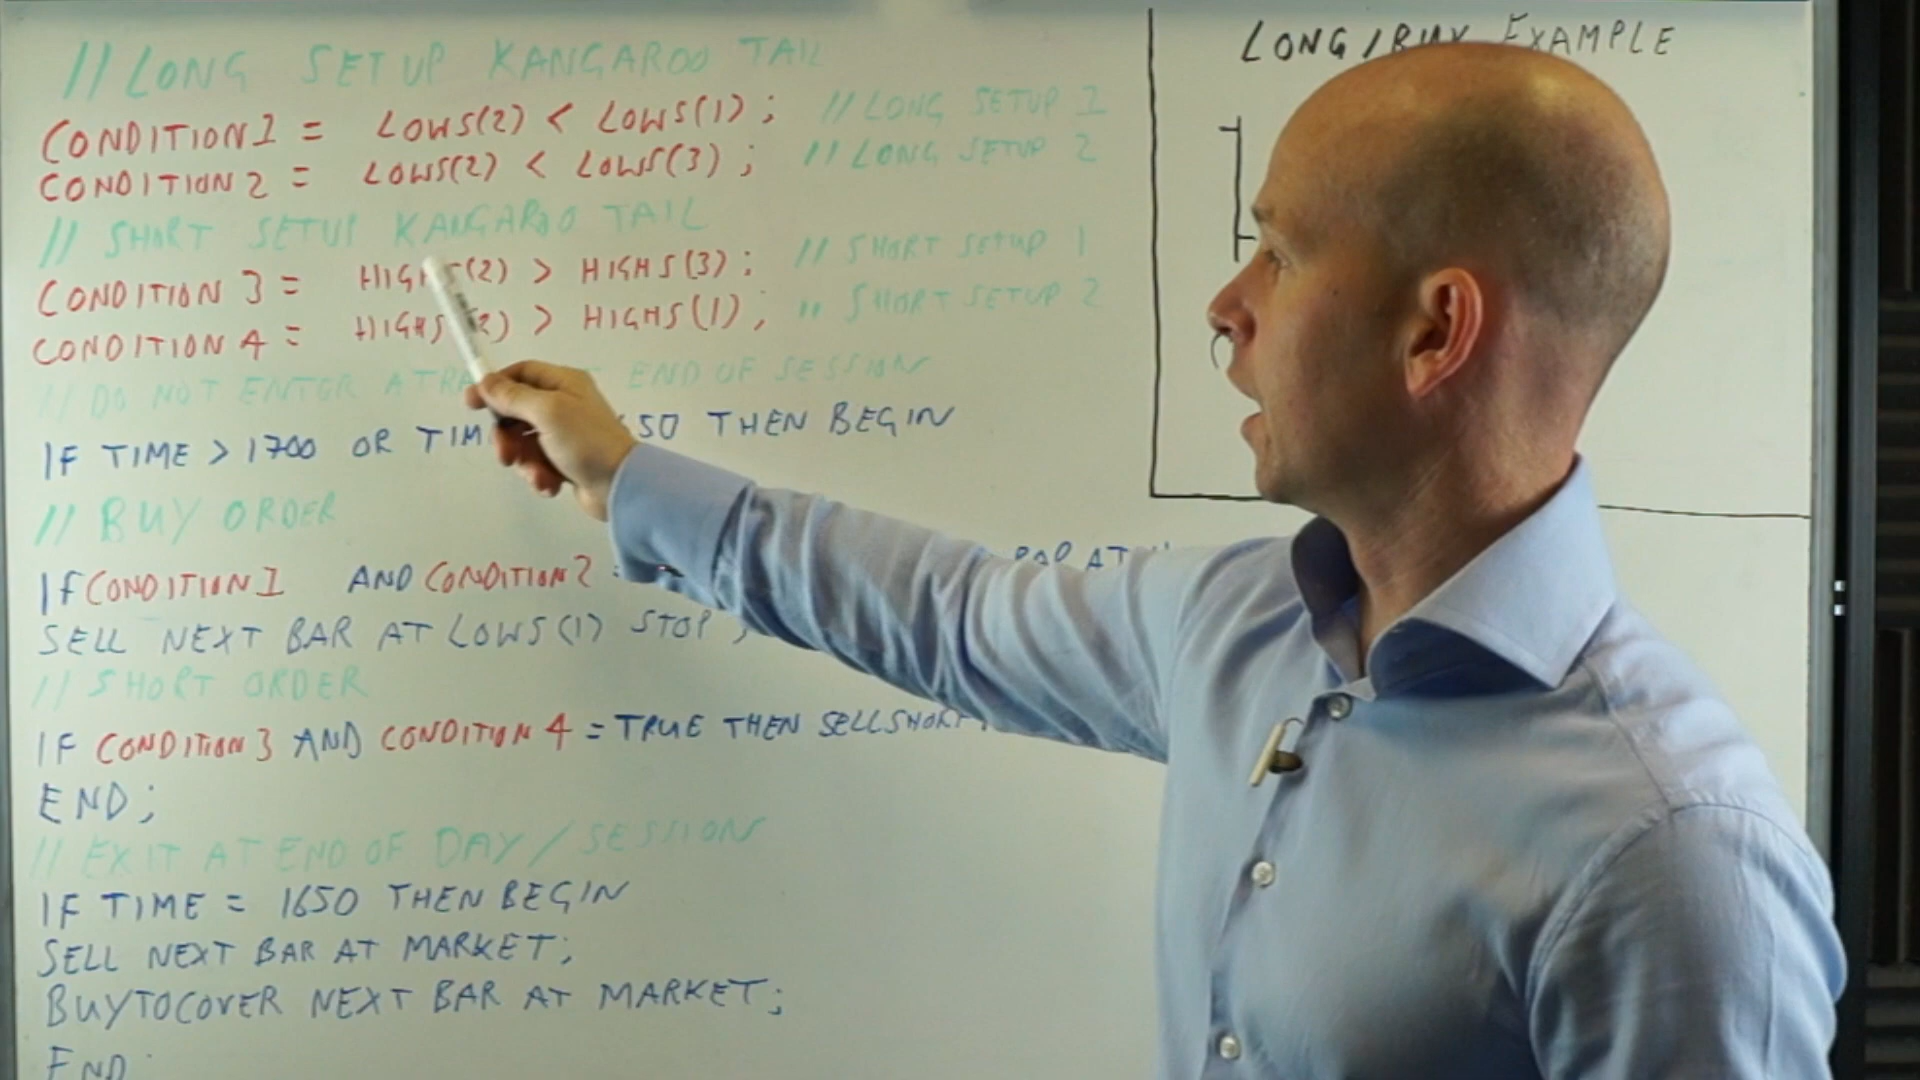 // LONG SETUP KANGAROO TAIL
CONDITION1 = LOWS(2) < LOWS(1); // LONG SETUP 1
CONDITION2 = LOWS(2) < LOWS(3); // LONG SETUP 2
// SHORT SETUP KANGAROO TAIL
CONDITION 3 = HIGHS(2) > HIGHS(3); // SHORT SETUP 1
CONDITION 4 = HIGHS(2) > HIGHS(1); // SHORT SETUP 2
// DO NOT ENTER A END OF SESSION
IF TIME > 1700 OR 50 THEN BEGIN
// BUY ORDER
IF CONDITION1 AND CONDITION2 BAR AT
SELL NEXT BAR AT LOWS(1) STOP;
// SHORT ORDER
IF CONDITION3 AND CONDITION 4 = TRUE THEN SELLSHORT
END;
// EXIT AT END OF DAY / SESSION
IF TIME = 1650 THEN BEGIN
SELL NEXT BAR AT MARKET;
BUYTOCOVER NEXT BAR AT MARKET;
END;
LONG / BUY EXAMPLE